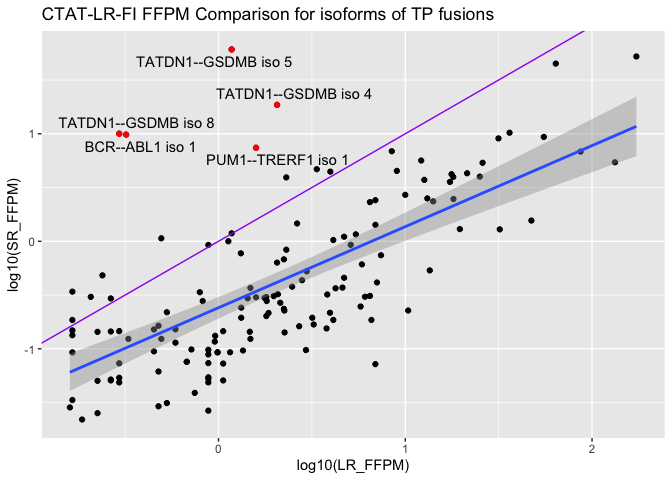 CTAT-LR-FI FFPM Comparison for isoforms of TP fusions
TATDN1--GSDMB iso 5
TATDN1--GSDMB iso 4
TATDN1--GSDMB iso 8
BCR--ABL1 iso 1
PUM1--TRERF1 iso 1
log10(SR_FFPM)
1
0
-1
0
1
2
log10(LR_FFPM)